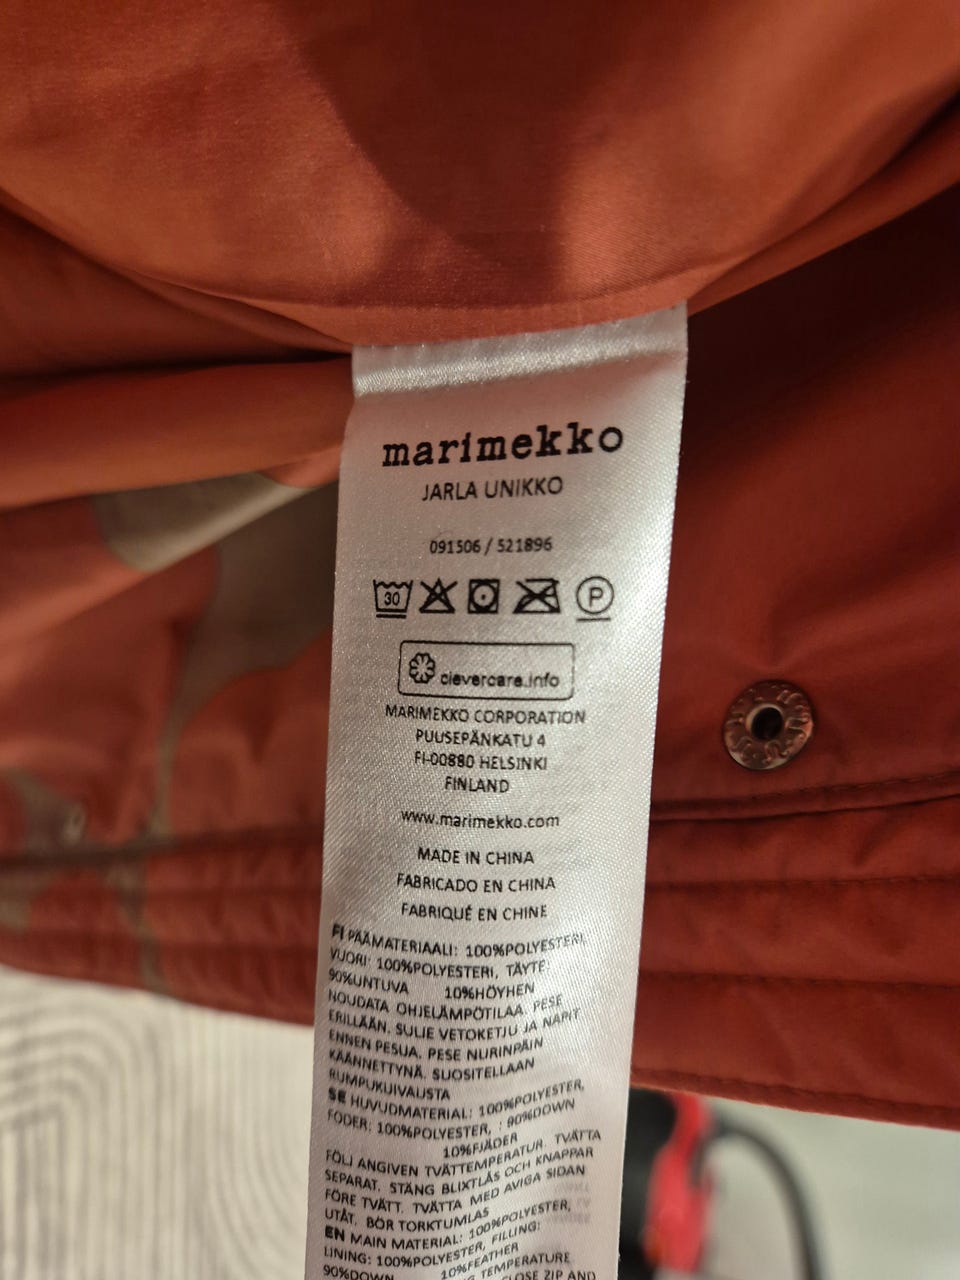 marimekko
JARLA UNIKKO
091506 / 521896
30
P
clevercare.info
MARIMEKKO CORPORATION
PUUSEPÄNKATU 4
FI-00880 HELSINKI
FINLAND
www.marimekko.com
MADE IN CHINA
FABRICADO EN CHINA
FABRIQUÉ EN CHINE
FI PÄÄMATERIAALI: 100%POLYESTERI,
VUORI: 100%POLYESTERI, TÄYTE:
90%UNTUVA 10%HÖYHEN
NOUDATA OHJELÄMPÖTILAA. PESE
ERILLÄÄN. SULJE VETOKETJU JA NAPIT
ENNEN PESUA. PESE NURINPÄIN
KÄÄNNETTYNÄ. SUOSITELLAAN
RUMPUKUIVAUSTA
SE HUVUDMATERIAL: 100%POLYESTER,
FODER: 100%POLYESTER, : 90%DOWN
10%FJÄDER
FÖLJ ANGIVEN TVÄTTEMPERATUR. TVÄTTA
SEPARAT. STÄNG BLIXTLÅS OCH KNAPPAR
FÖRE TVÄTT. TVÄTTA MED AVIGA SIDAN
UTÅT. BÖR TORKTUMLAS
EN MAIN MATERIAL: 100%POLYESTER,
LINING: 100%POLYESTER, FILLING:
90%DOWN 10%FEATHER
TEMPERATURE
CLOSE ZIP AND